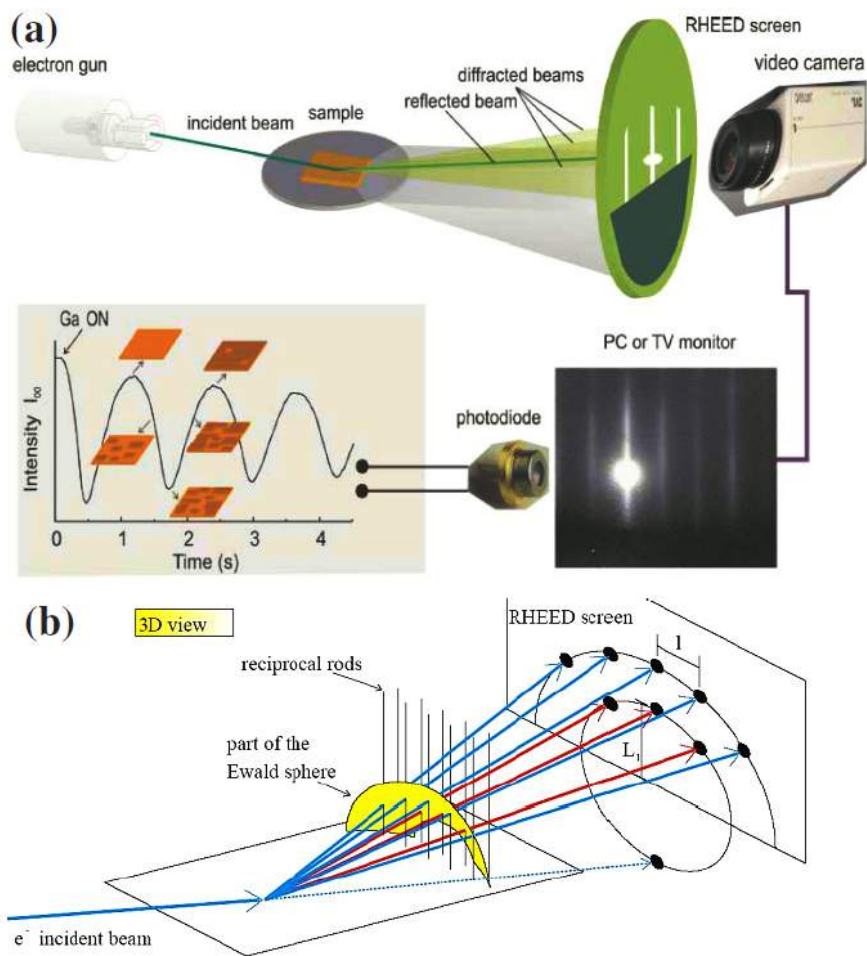 (a)
RHEED screen
electron gun
video camera
diffracted beams
reflected beam
sample
incident beam
Ga ON
PC or TV monitor
photodiode
Intensity I₀₀
0 1 2 3 4
Time (s)
(b)
3D view
RHEED screen
l
reciprocal rods
part of the
Ewald sphere
L₁
e⁻ incident beam